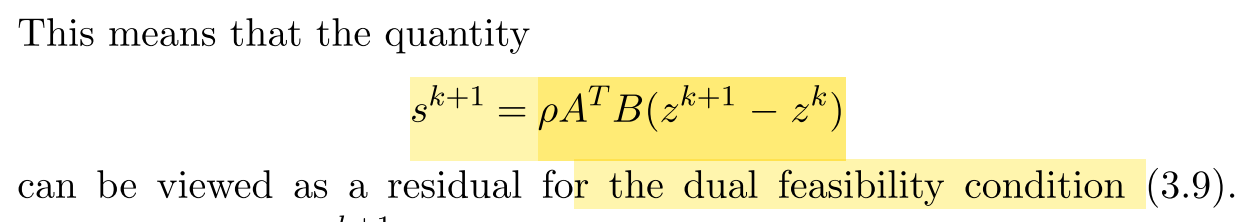 This means that the quantity
s^{k+1} = ρA^T B(z^{k+1} − z^k)
can be viewed as a residual for the dual feasibility condition (3.9).